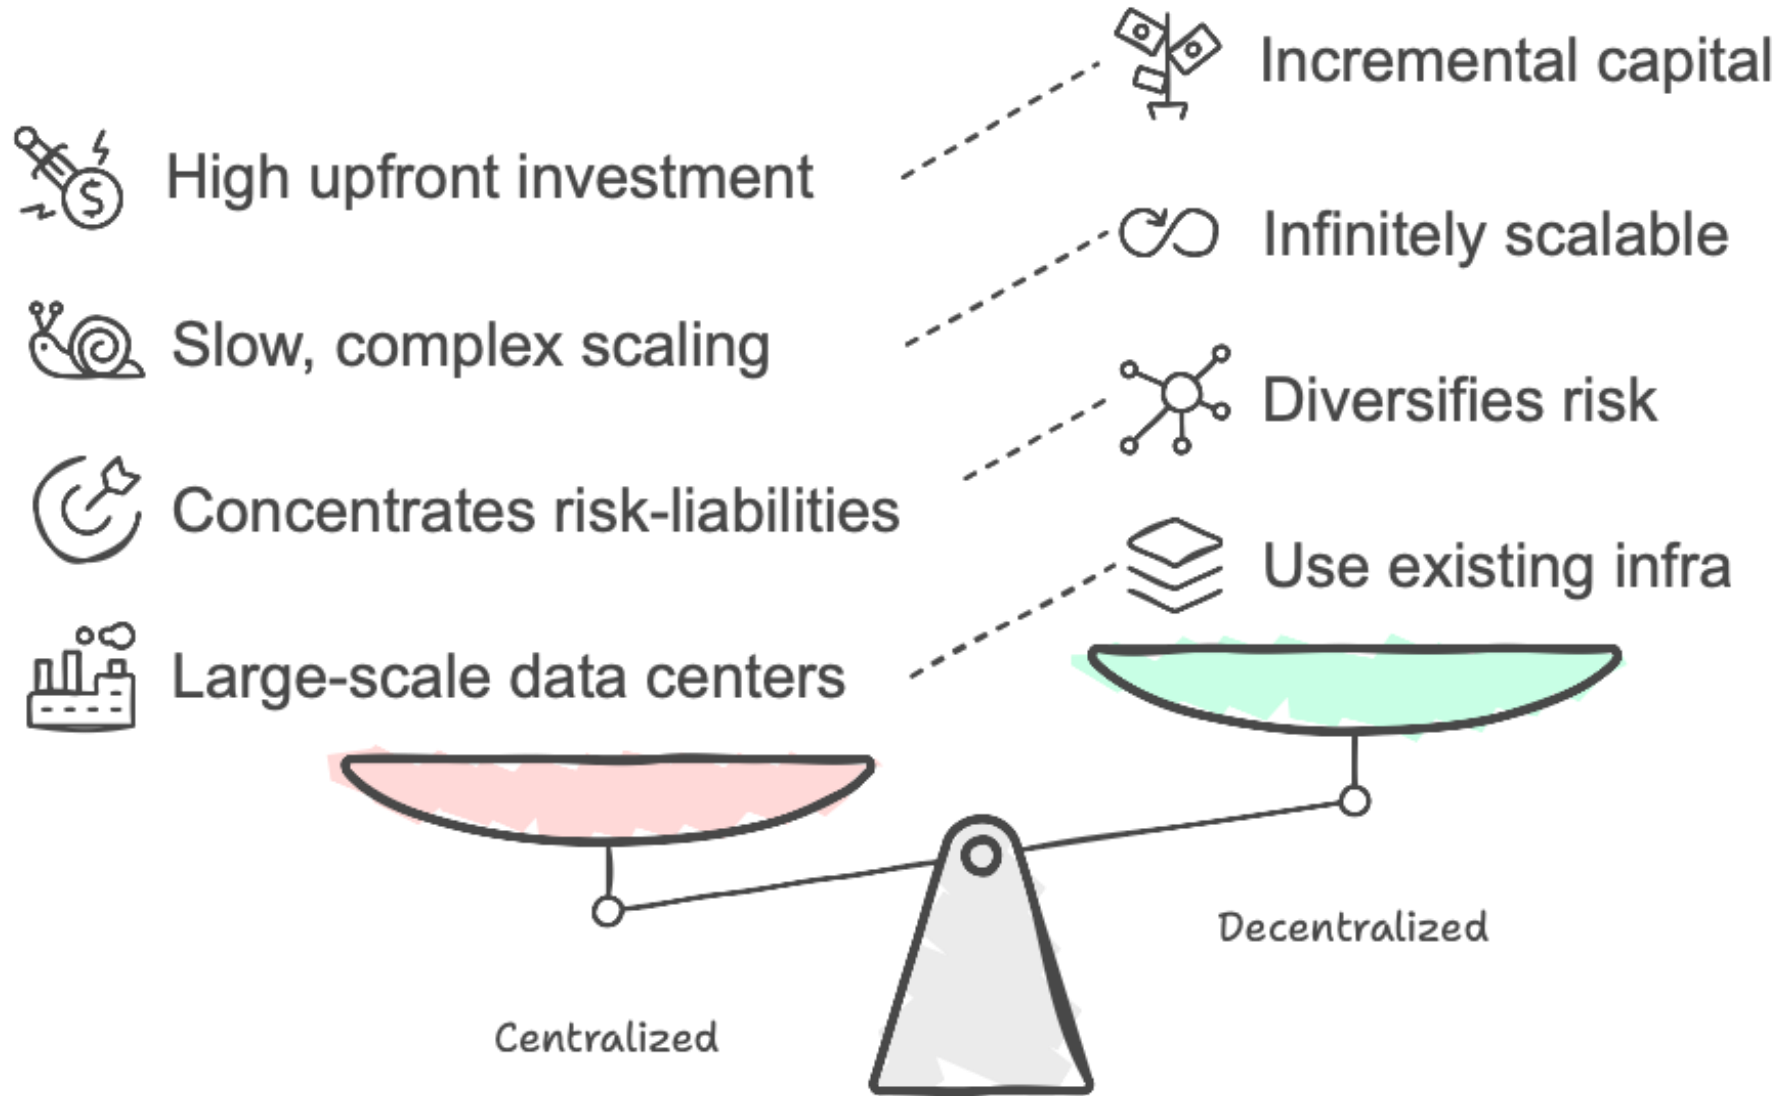 Incremental capital
High upfront investment
Infinitely scalable
Slow, complex scaling
Diversifies risk
Concentrates risk-liabilities
Use existing infra
Large-scale data centers
Decentralized
Centralized